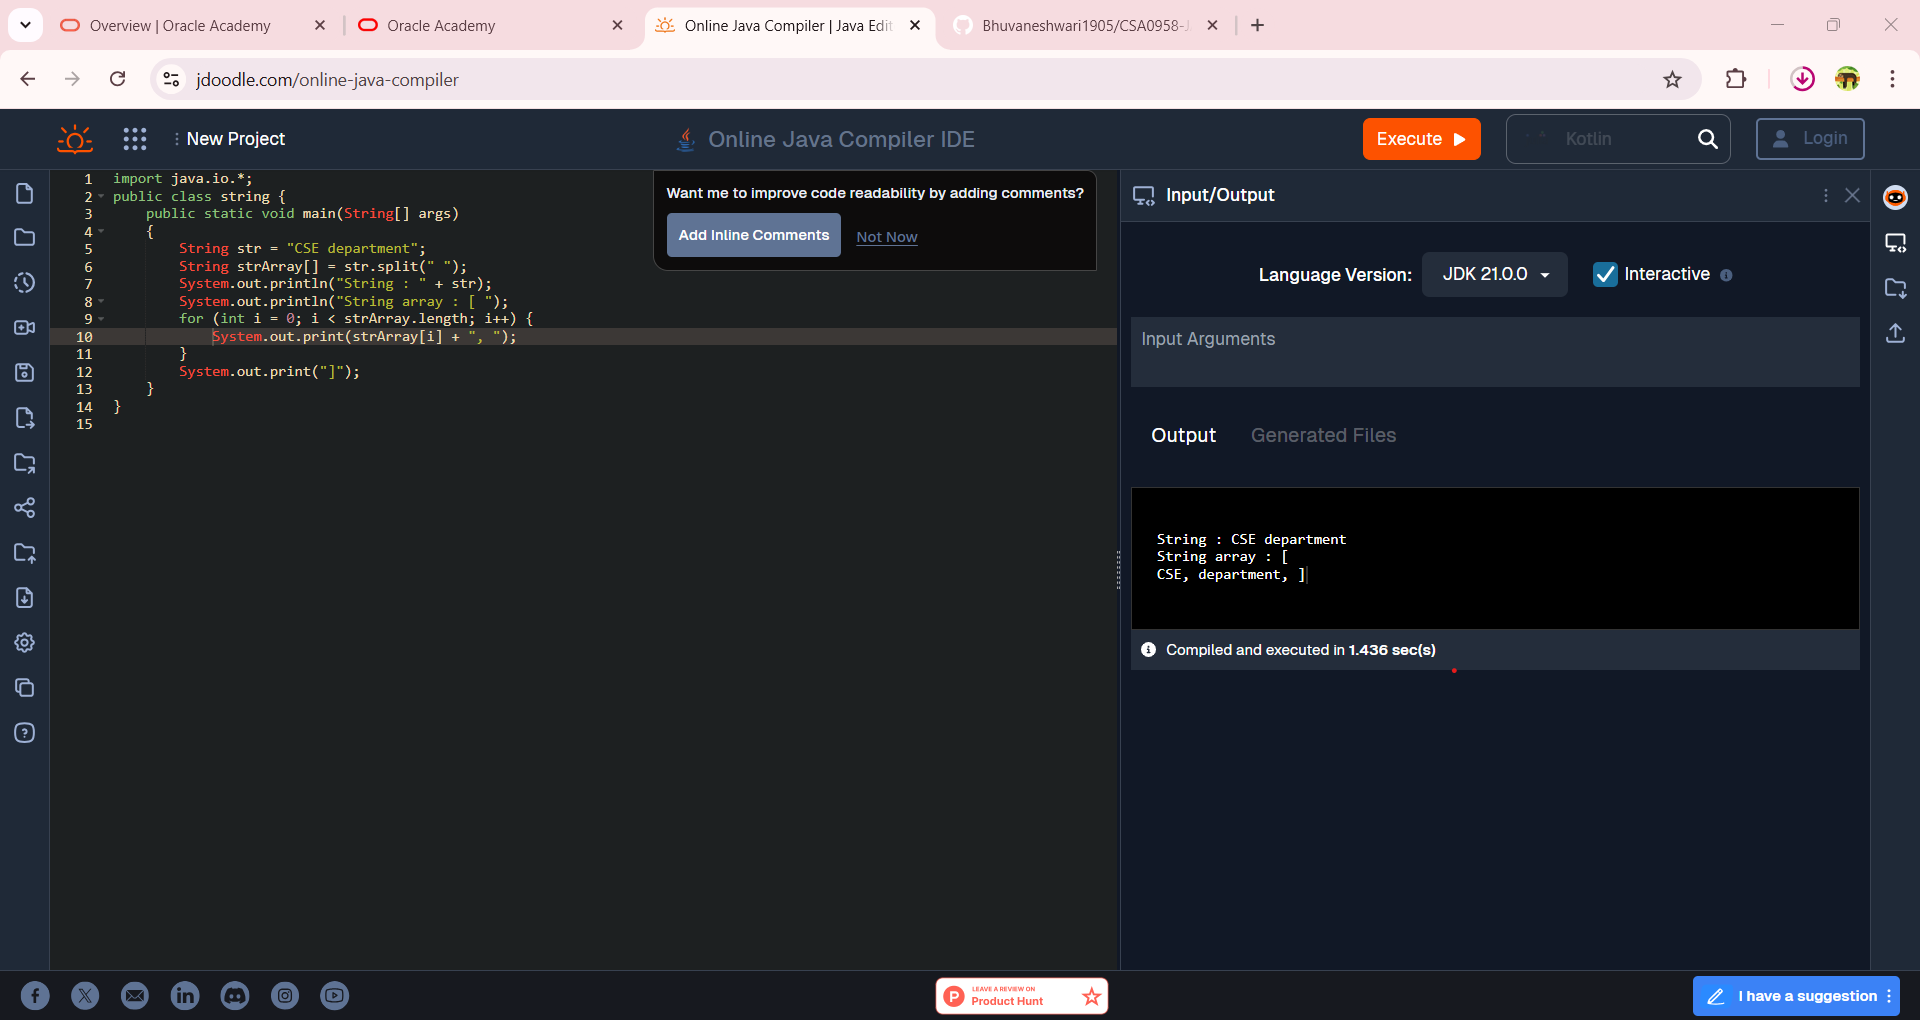 Overview | Oracle Academy
Oracle Academy
Online Java Compiler | Java Edit
Bhuvaneshwari1905/CSA0958-J
jdoodle.com/online-java-compiler
New Project
Online Java Compiler IDE
Execute
Kotlin
Login
1 import java.io.*;
2 public class string {
3 public static void main(String[] args)
4 {
5 String str = "CSE department";
6 String strArray[] = str.split(" ");
7 System.out.println("String : " + str);
8 System.out.println("String array : [ ");
9 for (int i = 0; i < strArray.length; i++) {
10 System.out.print(strArray[i] + ", ");
11 }
12 System.out.print("]");
13 }
14 }
15
Want me to improve code readability by adding comments?
Add Inline Comments
Not Now
Input/Output
Language Version:
JDK 21.0.0
Interactive
Input Arguments
Output
Generated Files
String : CSE department
String array : [
CSE, department, ]
Compiled and executed in 1.436 sec(s)
LEAVE A REVIEW ON
Product Hunt
I have a suggestion